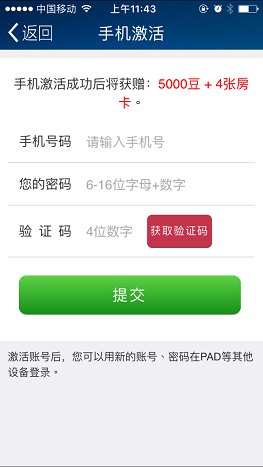 中国移动 上午11:43
返回 手机激活
手机激活成功后将获赠：5000豆 + 4张房
卡。
手机号码 请输入手机号
您的密码 6-16位字母+数字
验 证 码 4位数字 获取验证码
提交
激活账号后，您可以用新的账号、密码在PAD等其他
设备登录。